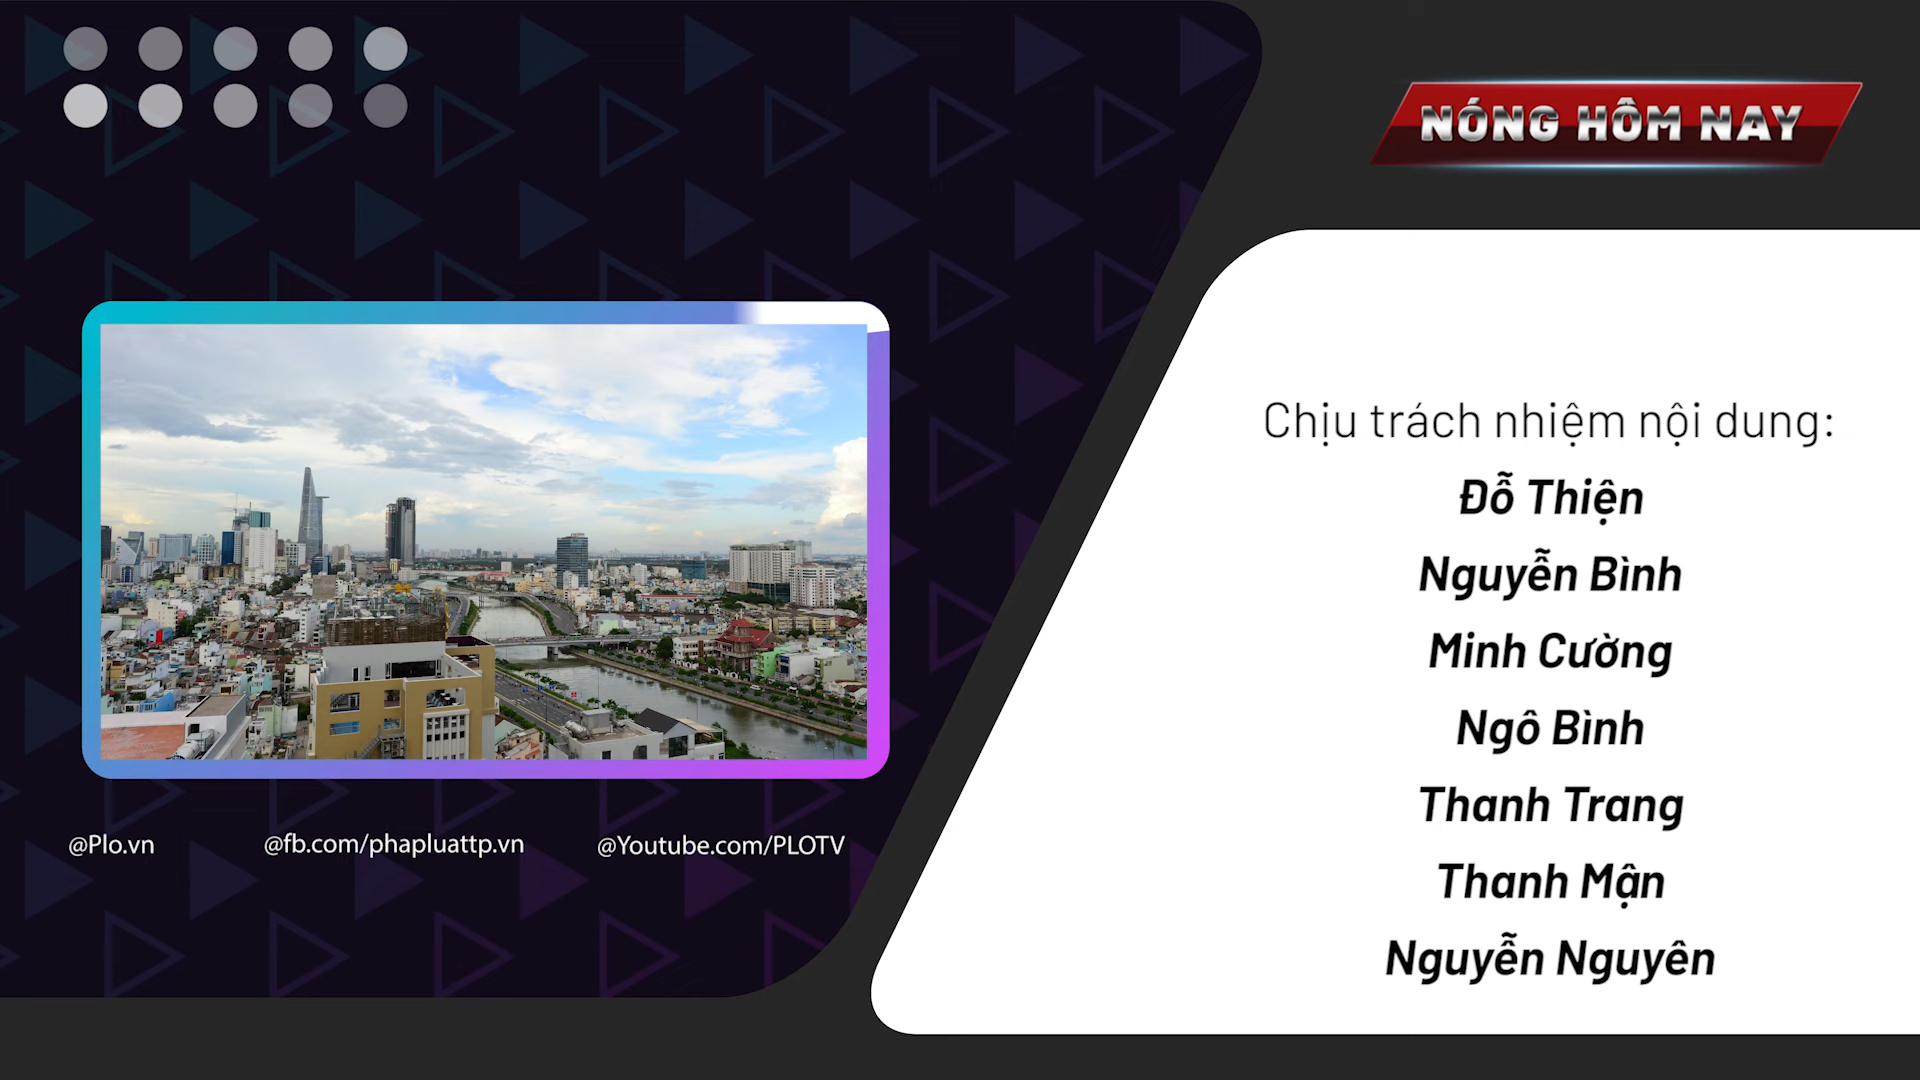 NÓNG HÔM NAY
Chịu trách nhiệm nội dung:
Đỗ Thiện
Nguyễn Bình
Minh Cường
Ngô Bình
Thanh Trang
Thanh Mận
Nguyễn Nguyên
@Plo.vn
@fb.com/phapluattp.vn
@Youtube.com/PLOTV